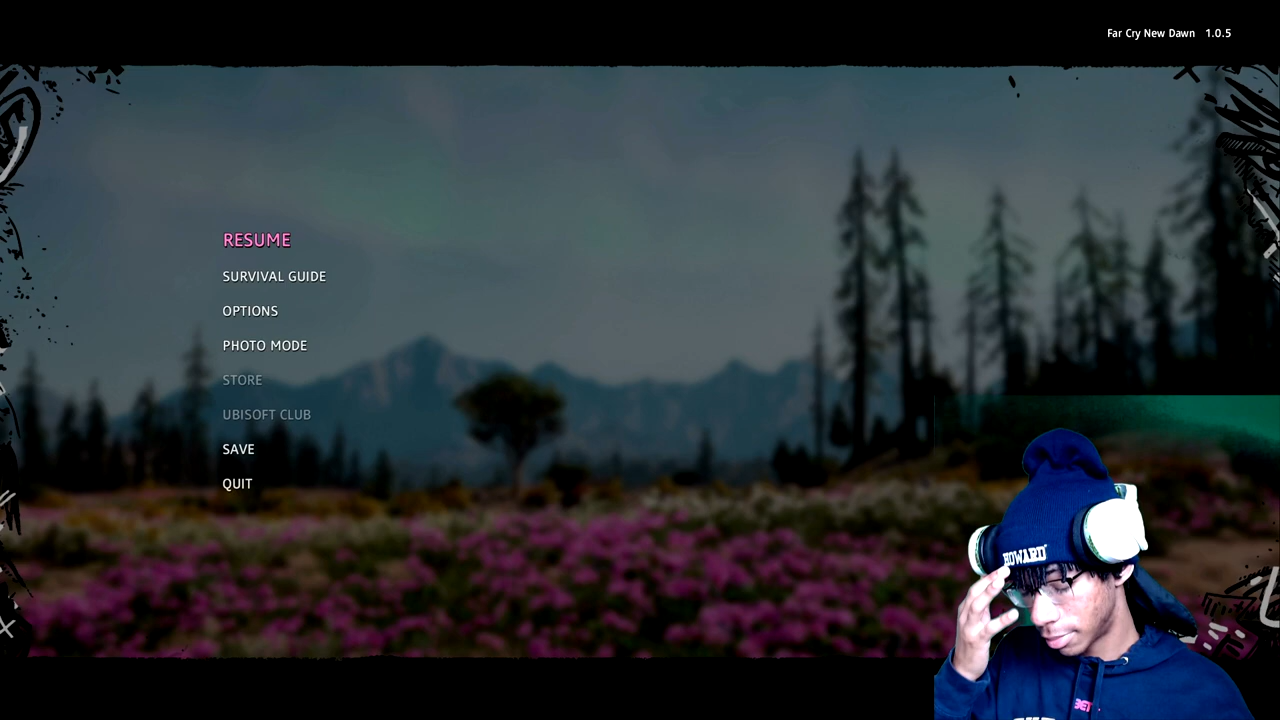 Far Cry New Dawn 1.0.5
RESUME
SURVIVAL GUIDE
OPTIONS
PHOTO MODE
STORE
UBISOFT CLUB
SAVE
QUIT
HOWARD